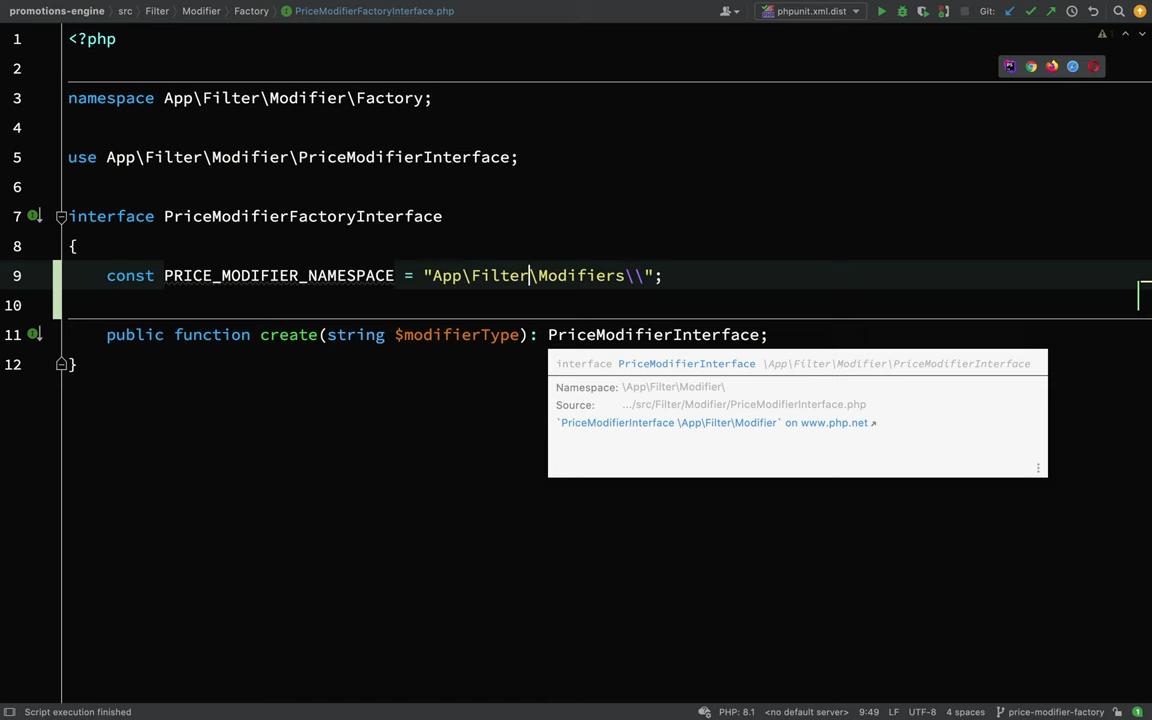 promotions-engine › src › Filter › Modifier › Factory › PriceModifierFactoryInterface.php phpunit.xml.dist Git:
1 <?php
2
3 namespace App\Filter\Modifier\Factory;
4
5 use App\Filter\Modifier\PriceModifierInterface;
6
7 interface PriceModifierFactoryInterface
8 {
9 const PRICE_MODIFIER_NAMESPACE = "App\Filter\Modifiers\\";
10
11 public function create(string $modifierType): PriceModifierInterface;
12 }
interface PriceModifierInterface \App\Filter\Modifier\PriceModifierInterface
Namespace: \App\Filter\Modifier\
Source: .../src/Filter/Modifier/PriceModifierInterface.php
`PriceModifierInterface \App\Filter\Modifier` on www.php.net ↗
Script execution finished PHP: 8.1 <no default server> 9:49 LF UTF-8 4 spaces price-modifier-factory 1